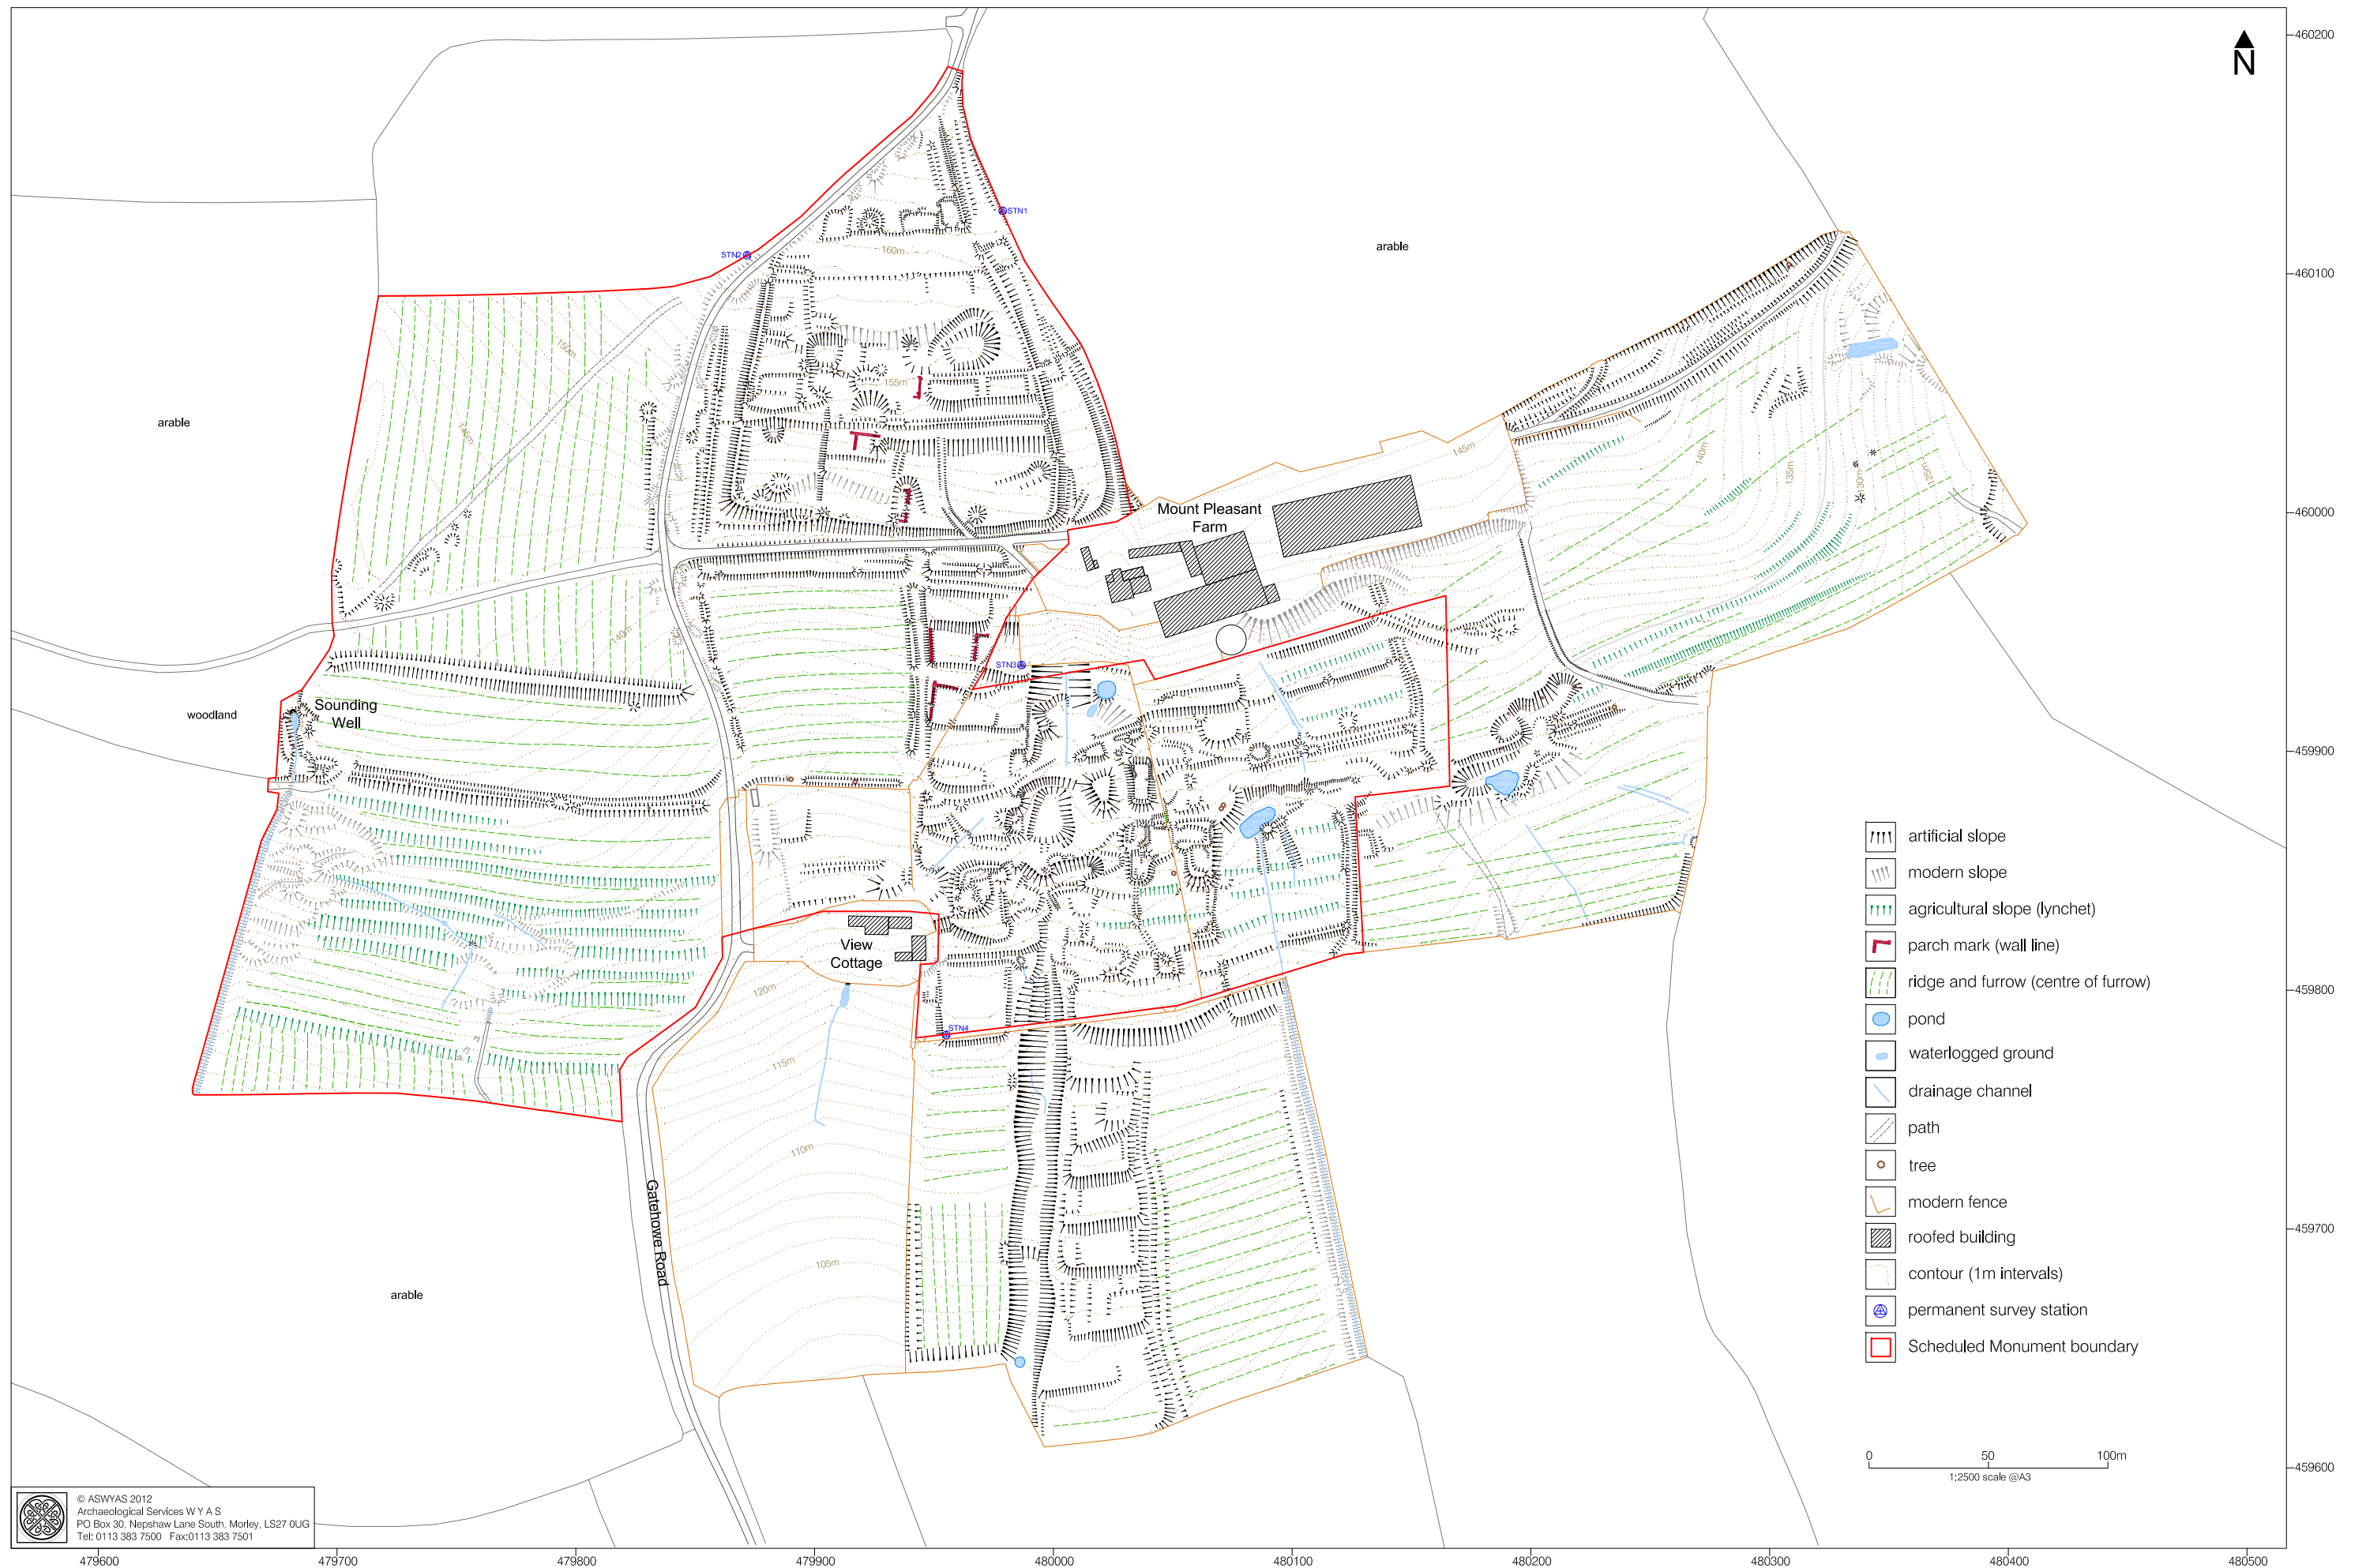 460200
N
STN1
STN2
160m
arable
460100
150m
155m
arable
145m
145m
140m
135m
130m
125m
Mount Pleasant
Farm
460000
140m
STN3
woodland
Sounding
Well
459900
artificial slope
modern slope
agricultural slope (lynchet)
View
Cottage
parch mark (wall line)
ridge and furrow (centre of furrow)
120m
459800
pond
STN4
waterlogged ground
115m
drainage channel
path
110m
tree
Gatehowe Road
modern fence
459700
roofed building
105m
contour (1m intervals)
arable
permanent survey station
Scheduled Monument boundary
0 50 100m
1:2500 scale @A3
459600
© ASWYAS 2012
Archaeological Services W Y A S
PO Box 30, Nepshaw Lane South, Morley, LS27 0UG
Tel: 0113 383 7500 Fax:0113 383 7501
479600 479700 479800 479900 480000 480100 480200 480300 480400 480500